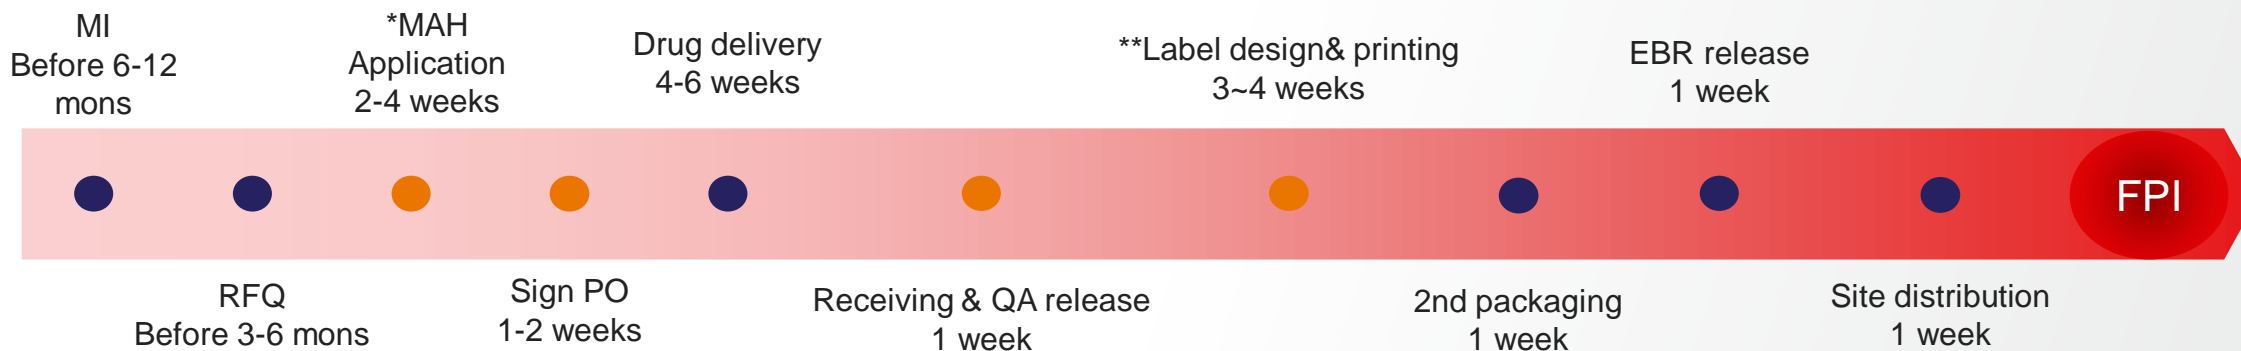 MI
Before 6-12
mons
RFQ
Before 3-6 mons
*MAH
Application
2-4 weeks
Sign PO
1-2 weeks
Drug delivery
4-6 weeks
Receiving & QA release
1 week
**Label design& printing
3~4 weeks
2nd packaging
1 week
EBR release
1 week
Site distribution
1 week
FPI